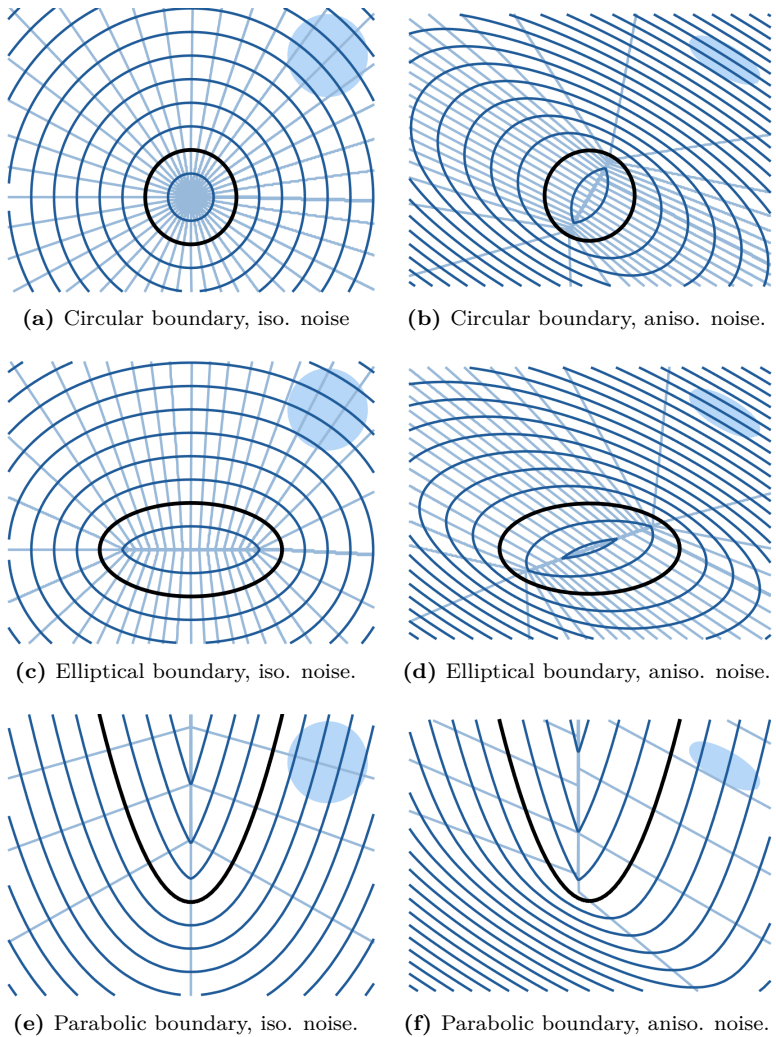 (a) Circular boundary, iso. noise
(b) Circular boundary, aniso. noise.
(c) Elliptical boundary, iso. noise.
(d) Elliptical boundary, aniso. noise.
(e) Parabolic boundary, iso. noise.
(f) Parabolic boundary, aniso. noise.